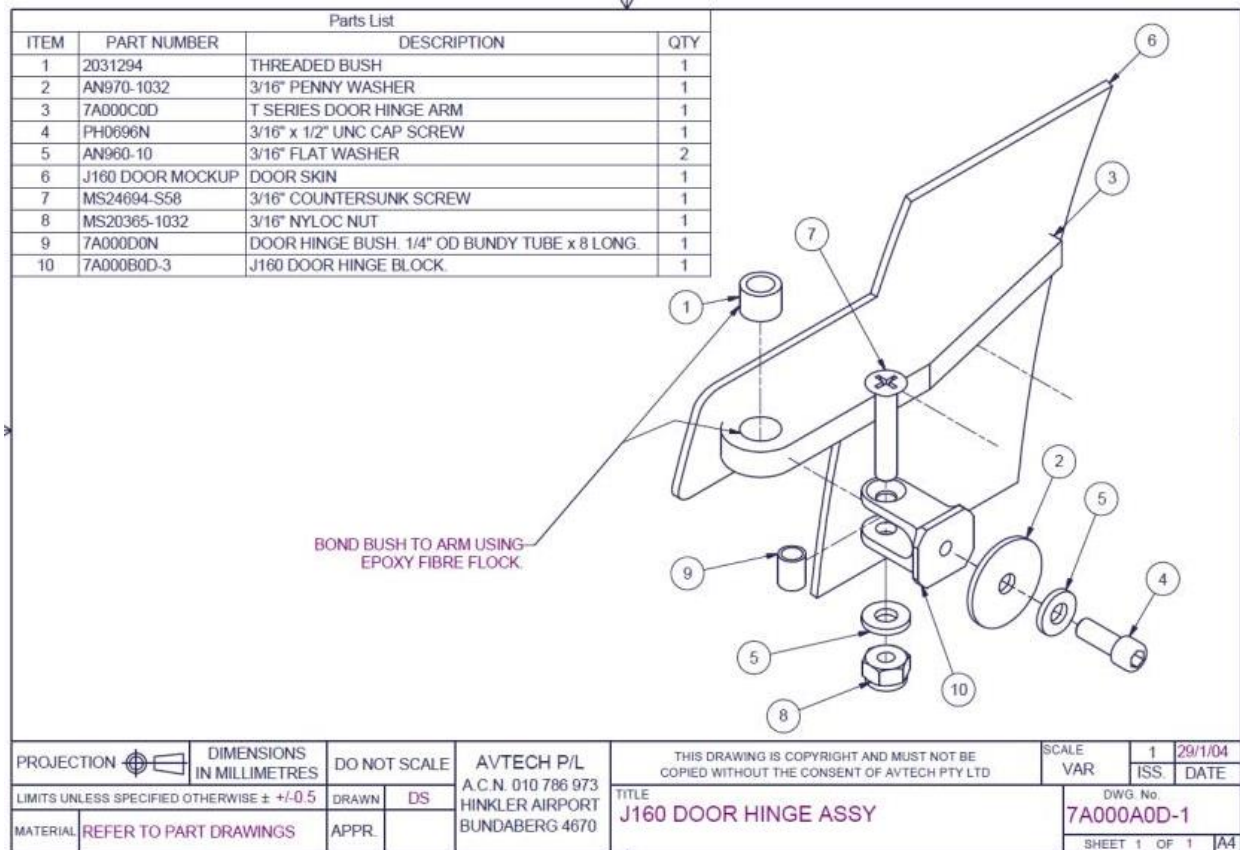 Parts List
ITEM PART NUMBER DESCRIPTION QTY
1 2031294 THREADED BUSH 1
2 AN970-1032 3/16" PENNY WASHER 1
3 7A000C0D T SERIES DOOR HINGE ARM 1
4 PH0696N 3/16" x 1/2" UNC CAP SCREW 1
5 AN960-10 3/16" FLAT WASHER 2
6 J160 DOOR MOCKUP DOOR SKIN 1
7 MS24694-S58 3/16" COUNTERSUNK SCREW 1
8 MS20365-1032 3/16" NYLOC NUT 1
9 7A000D0N DOOR HINGE BUSH. 1/4" OD BUNDY TUBE x 8 LONG. 1
10 7A000B0D-3 J160 DOOR HINGE BLOCK. 1
6
3
7
1
2
5
BOND BUSH TO ARM USING
EPOXY FIBRE FLOCK.
9
4
5
10
8
PROJECTION
DIMENSIONS
IN MILLIMETRES
DO NOT SCALE
LIMITS UNLESS SPECIFIED OTHERWISE ± +/-0.5
DRAWN DS
MATERIAL REFER TO PART DRAWINGS
APPR.
AVTECH P/L
A.C.N. 010 786 973
HINKLER AIRPORT
BUNDABERG 4670
THIS DRAWING IS COPYRIGHT AND MUST NOT BE
COPIED WITHOUT THE CONSENT OF AVTECH PTY LTD
SCALE
VAR
1 29/1/04
ISS. DATE
TITLE
J160 DOOR HINGE ASSY
DWG. No.
7A000A0D-1
SHEET 1 OF 1 A4